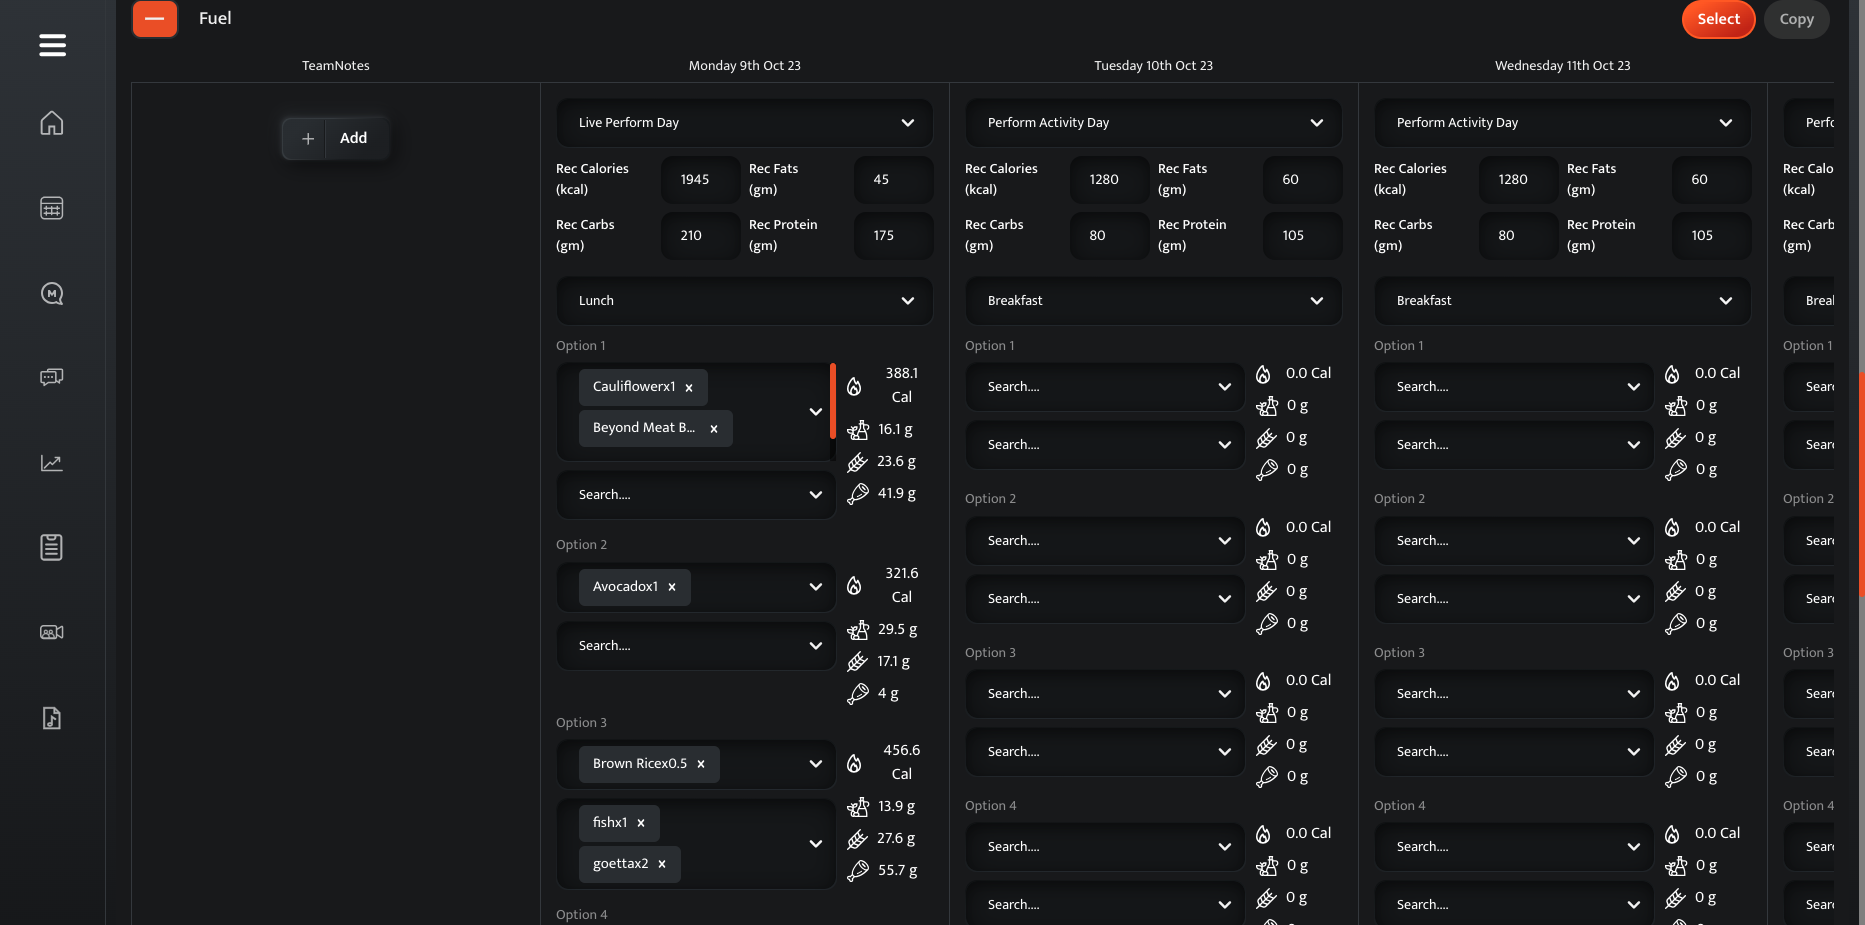 Fuel
Select
Copy
TeamNotes
Monday 9th Oct 23
Tuesday 10th Oct 23
Wednesday 11th Oct 23
Add
Live Perform Day
Rec Calories
(kcal)
1945
Rec Fats
(gm)
45
Rec Carbs
(gm)
210
Rec Protein
(gm)
175
Lunch
Option 1
Cauliflowerx1
Beyond Meat B...
Search....
388.1
Cal
16.1 g
23.6 g
41.9 g
Option 2
Avocadox1
Search....
321.6
Cal
29.5 g
17.1 g
4 g
Option 3
Brown Ricex0.5
fishx1
goettax2
456.6
Cal
13.9 g
27.6 g
55.7 g
Option 4
Perform Activity Day
Rec Calories
(kcal)
1280
Rec Fats
(gm)
60
Rec Carbs
(gm)
80
Rec Protein
(gm)
105
Breakfast
Option 1
Search....
Search....
0.0 Cal
0 g
0 g
0 g
Option 2
Search....
Search....
0.0 Cal
0 g
0 g
0 g
Option 3
Search....
Search....
0.0 Cal
0 g
0 g
0 g
Option 4
Search....
Search....
0.0 Cal
0 g
0 g
Perform Activity Day
Rec Calories
(kcal)
1280
Rec Fats
(gm)
60
Rec Carbs
(gm)
80
Rec Protein
(gm)
105
Breakfast
Option 1
Search....
Search....
0.0 Cal
0 g
0 g
0 g
Option 2
Search....
Search....
0.0 Cal
0 g
0 g
0 g
Option 3
Search....
Search....
0.0 Cal
0 g
0 g
0 g
Option 4
Search....
Search....
0.0 Cal
0 g
0 g
Rec Calo
(kcal)
Rec Carb
(gm)
Option 1
Option 2
Option 3
Option 4